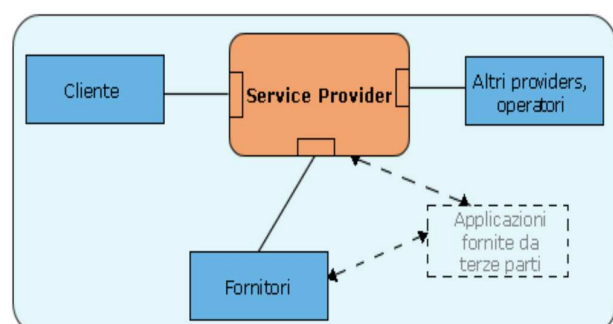 Cliente
Service Provider
Altri providers,
operatori
Applicazioni
fornite da
terze parti
Fornitori